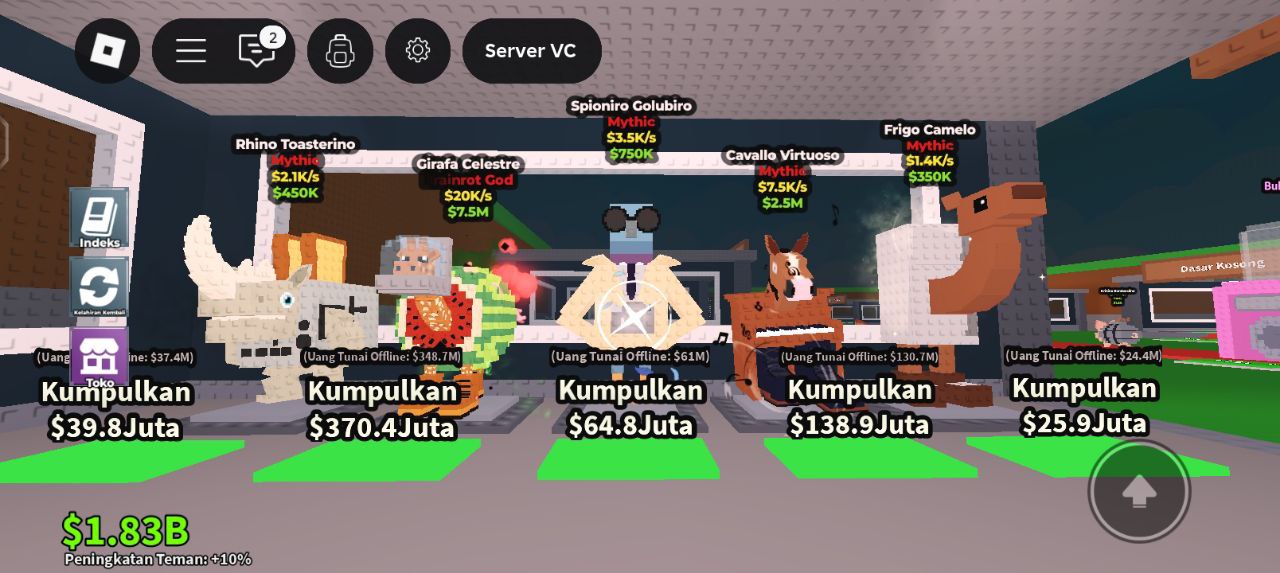 2
Server VC
Spioniro Golubiro
Mythic
$3.5K/s
$750K
Rhino Toasterino
Mythic
$2.1K/s
$450K
Girafa Celestre
rainrot God
$20K/s
$7.5M
Cavallo Virtuoso
Mythic
$7.5K/s
$2.5M
Frigo Camelo
Mythic
$1.4K/s
$350K
Indeks
Kelahiran Kembali
Toko
Dasar Kosong
(Uang ine: $37.4M)
Kumpulkan
$39.8Juta
(Uang Tunai Offline: $348.7M)
Kumpulkan
$370.4Juta
(Uang Tunai Offline: $61M)
Kumpulkan
$64.8Juta
(Uang Tunai Offline: $130.7M)
Kumpulkan
$138.9Juta
(Uang Tunai Offline: $24.4M)
Kumpulkan
$25.9Juta
$1.83B
Peningkatan Teman: +10%